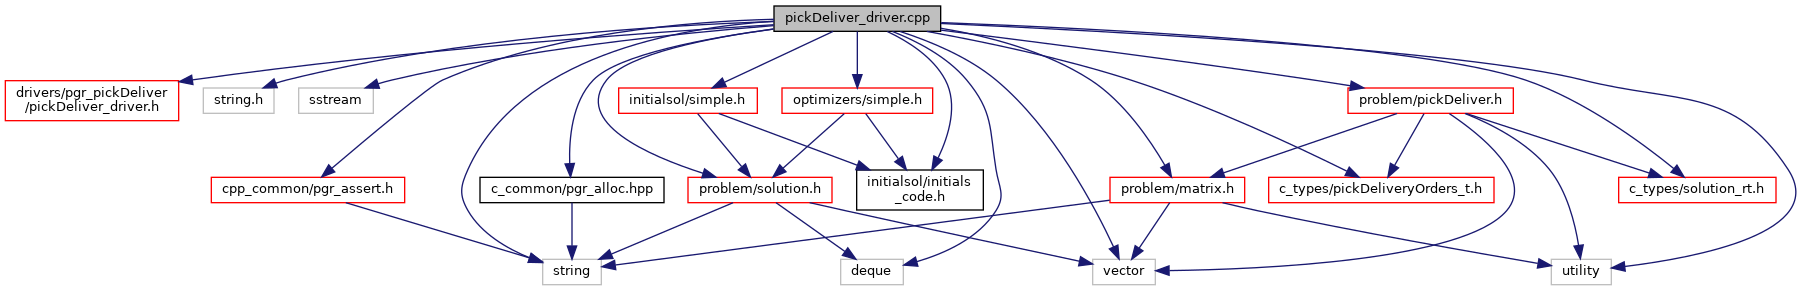 pickDeliver_driver.cpp
drivers/pgr_pickDeliver
/pickDeliver_driver.h
string.h
sstream
initialsol/simple.h
optimizers/simple.h
problem/pickDeliver.h
cpp_common/pgr_assert.h
c_common/pgr_alloc.hpp
problem/solution.h
initialsol/initials
_code.h
problem/matrix.h
c_types/pickDeliveryOrders_t.h
c_types/solution_rt.h
string
deque
vector
utility